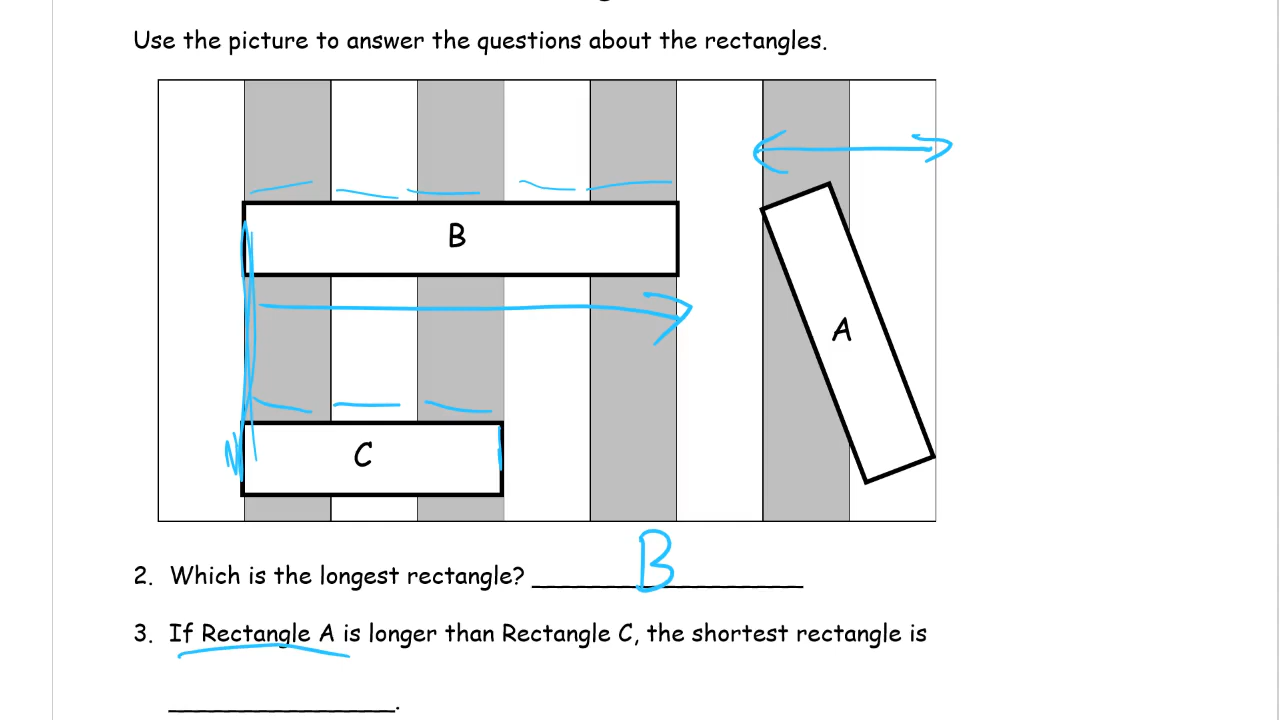 Use the picture to answer the questions about the rectangles.
B
A
C
2. Which is the longest rectangle? B
3. If Rectangle A is longer than Rectangle C, the shortest rectangle is
_______________.